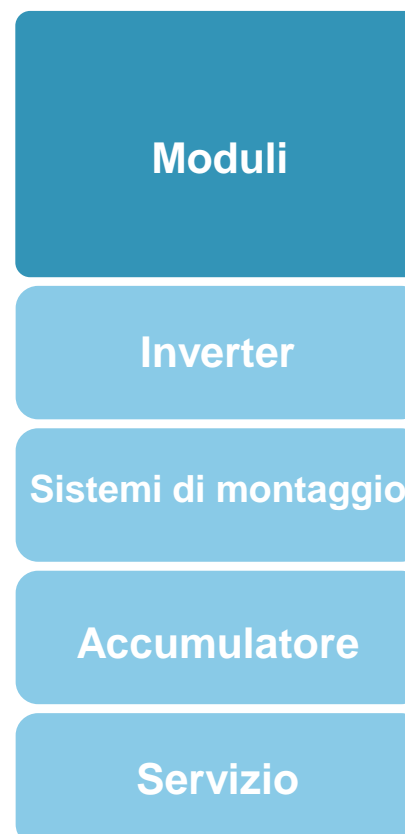 Moduli
Inverter
Sistemi di montaggio
Accumulatore
Servizio